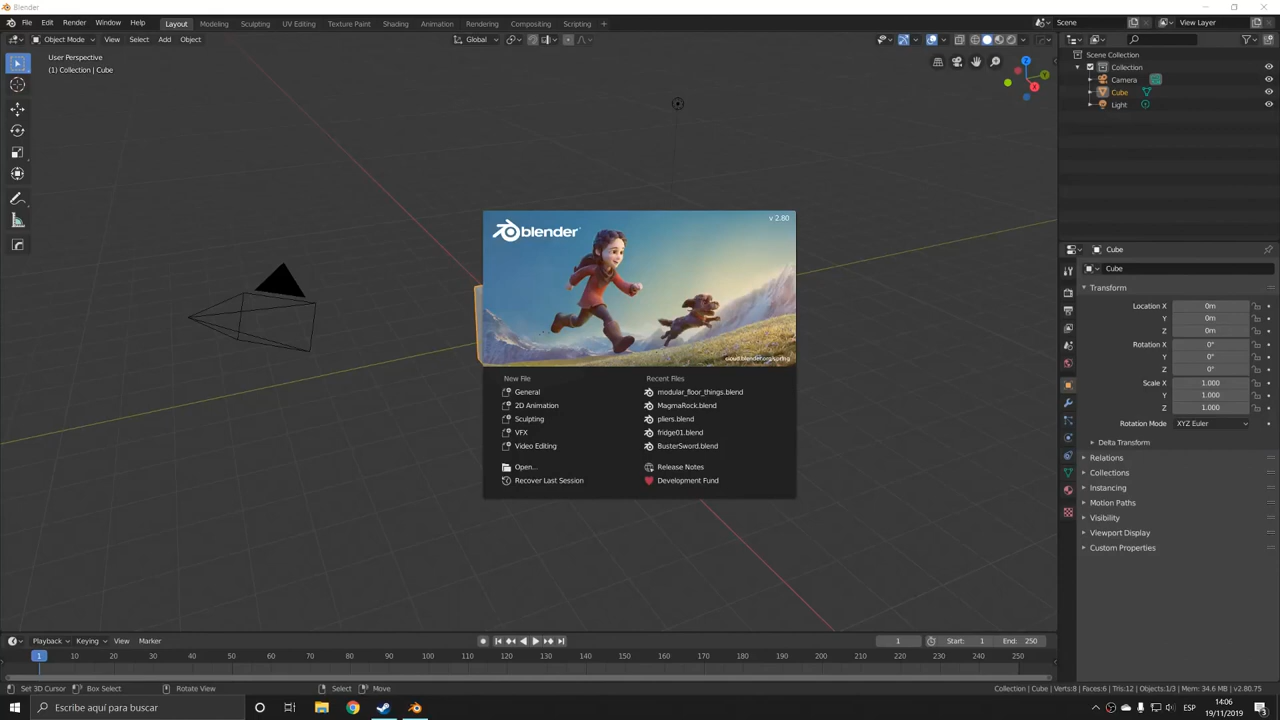 Blender
File Edit Render Window Help
Layout Modeling Sculpting UV Editing Texture Paint Shading Animation Rendering Compositing Scripting +
Scene
View Layer
Object Mode View Select Add Object
Global
User Perspective
(1) Collection | Cube
Z
Y
X
Scene Collection
Collection
Camera
Cube
Light
blender
v 2.80
cloud.blender.org/spring
New File
General
2D Animation
Sculpting
VFX
Video Editing
Open...
Recover Last Session
Recent Files
modular_floor_things.blend
MagmaRock.blend
pliers.blend
fridge01.blend
BusterSword.blend
Release Notes
Development Fund
Cube
Cube
Transform
Location X 0m
Y 0m
Z 0m
Rotation X 0°
Y 0°
Z 0°
Scale X 1.000
Y 1.000
Z 1.000
Rotation Mode XYZ Euler
Delta Transform
Relations
Collections
Instancing
Motion Paths
Visibility
Viewport Display
Custom Properties
Playback Keying View Marker
1 Start: 1 End: 250
1 10 20 30 40 50 60 70 80 90 100 110 120 130 140 150 160 170 180 190 200 210 220 230 240 250
Set 3D Cursor Box Select Rotate View Select Move
Collection | Cube | Verts:8 | Faces:6 | Tris:12 | Objects:1/3 | Mem: 34.6 MB | v2.80.75
Escribe aquí para buscar
ESP
14:06
19/11/2019
3